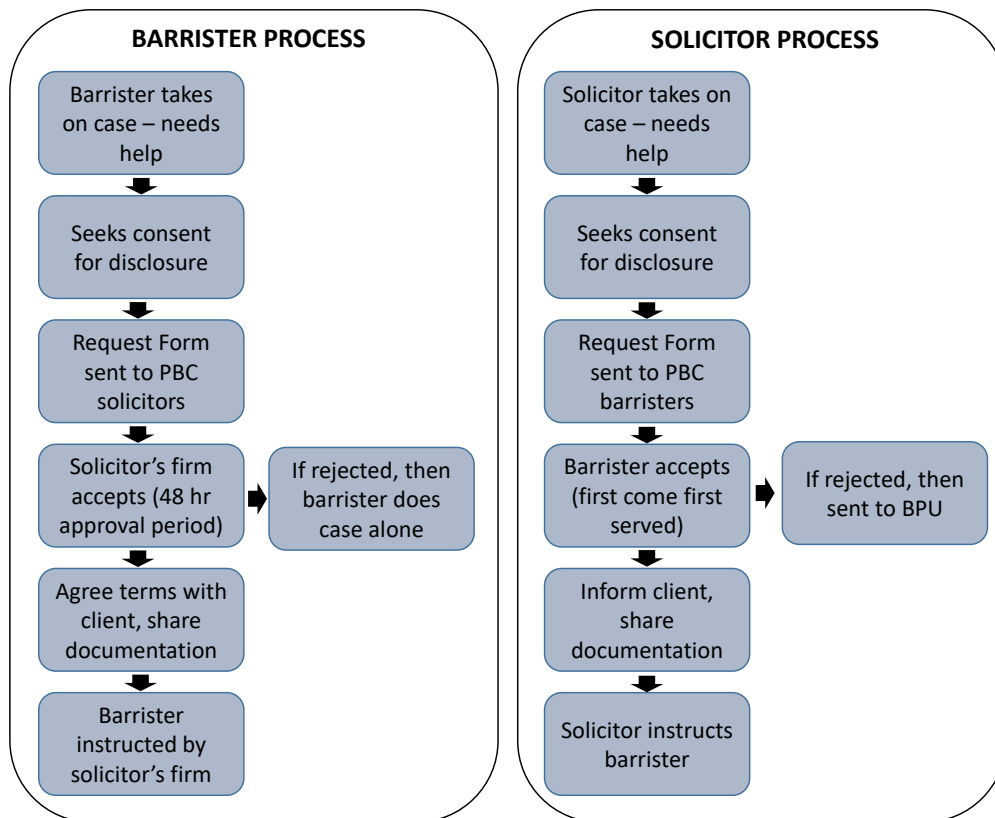 BARRISTER PROCESS
Barrister takes
on case – needs
help
Seeks consent
for disclosure
Request Form
sent to PBC
solicitors
Solicitor’s firm
accepts (48 hr
approval period)
If rejected, then
barrister does
case alone
Agree terms with
client, share
documentation
Barrister
instructed by
solicitor’s firm
SOLICITOR PROCESS
Solicitor takes on
case – needs
help
Seeks consent
for disclosure
Request Form
sent to PBC
barristers
Barrister accepts
(first come first
served)
If rejected, then
sent to BPU
Inform client,
share
documentation
Solicitor instructs
barrister